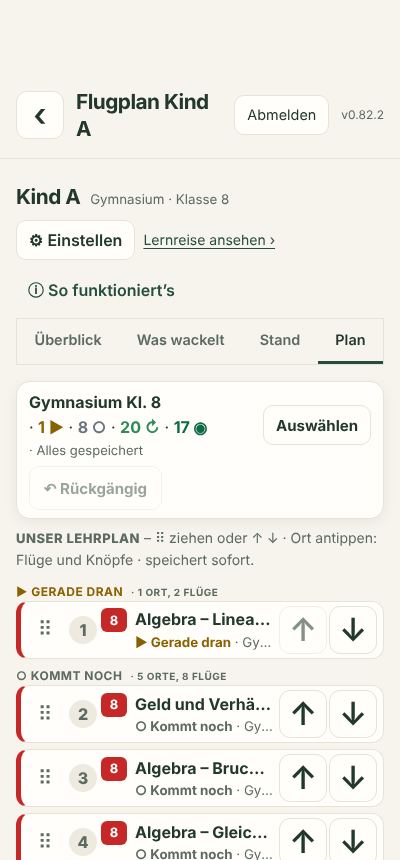 ‹
Flugplan Kind
A
Abmelden
v0.82.2
Kind A Gymnasium · Klasse 8
⚙ Einstellen
Lernreise ansehen ›
ⓘ So funktioniert’s
Überblick
Was wackelt
Stand
Plan
Gymnasium Kl. 8
· 1 ▶ · 8 ○ · 20 ↻ · 17 ◉
· Alles gespeichert
Auswählen
↶ Rückgängig
UNSER LEHRPLAN – ⠿ ziehen oder ↑ ↓ · Ort antippen:
Flüge und Knöpfe · speichert sofort.
▶ GERADE DRAN · 1 ORT, 2 FLÜGE
⠿ 1 8 Algebra – Linea… ↑ ↓
▶ Gerade dran · Gy…
○ KOMMT NOCH · 5 ORTE, 8 FLÜGE
⠿ 2 8 Geld und Verhä… ↑ ↓
○ Kommt noch · Gy…
⠿ 3 8 Algebra – Bruc… ↑ ↓
○ Kommt noch · Gy…
⠿ 4 8 Algebra – Gleic… ↑ ↓
○ Kommt noch · Gy…